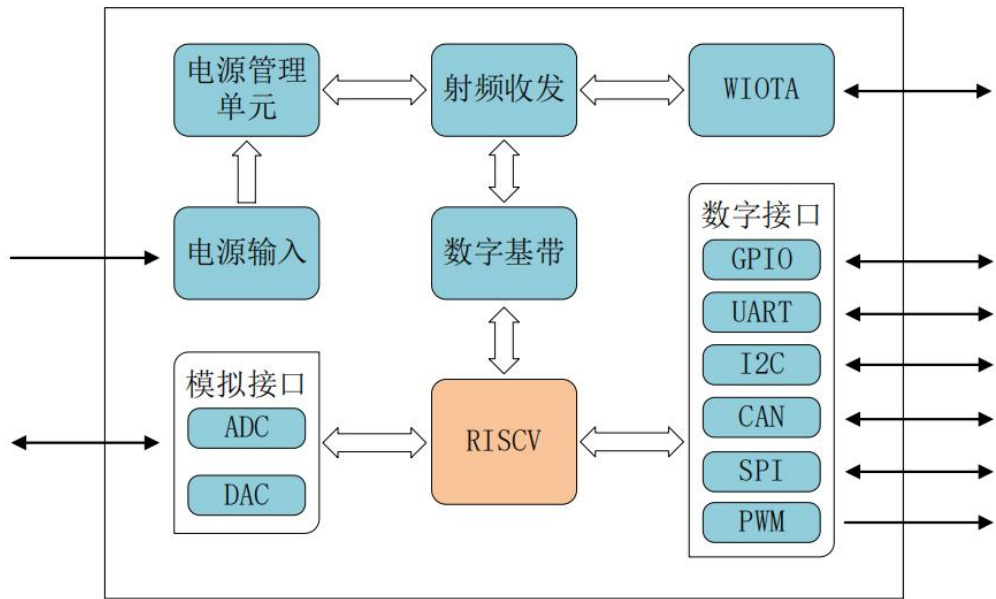 电源管理
单元
射频收发
WIOTA
电源输入
数字基带
数字接口
GPIO
UART
I2C
CAN
SPI
PWM
模拟接口
ADC
DAC
RISCV